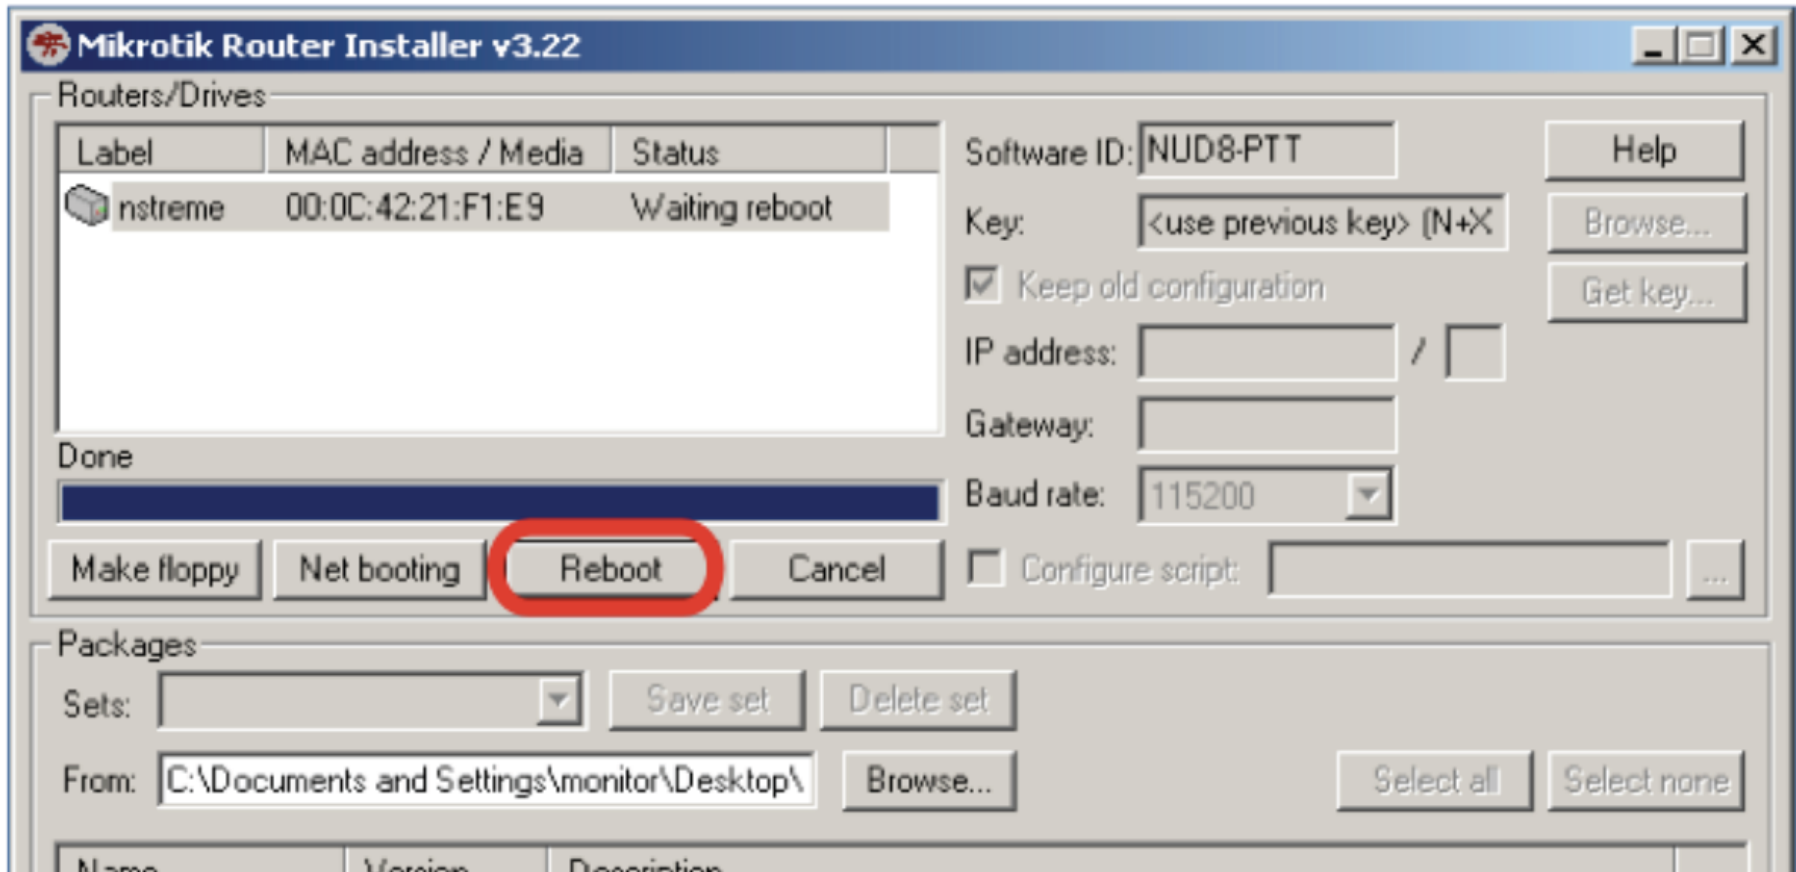 Mikrotik Router Installer v3.22
Routers/Drives
Label MAC address / Media Status
nstreme 00:0C:42:21:F1:E9 Waiting reboot
Software ID: NUD8-PTT Help
Key: <use previous key> (N+X Browse...
Keep old configuration Get key...
IP address: /
Gateway:
Done
Baud rate: 115200
Make floppy Net booting Reboot Cancel Configure script: ...
Packages
Sets: Save set Delete set
From: C:\Documents and Settings\monitor\Desktop\ Browse... Select all Select none
Name Version Description